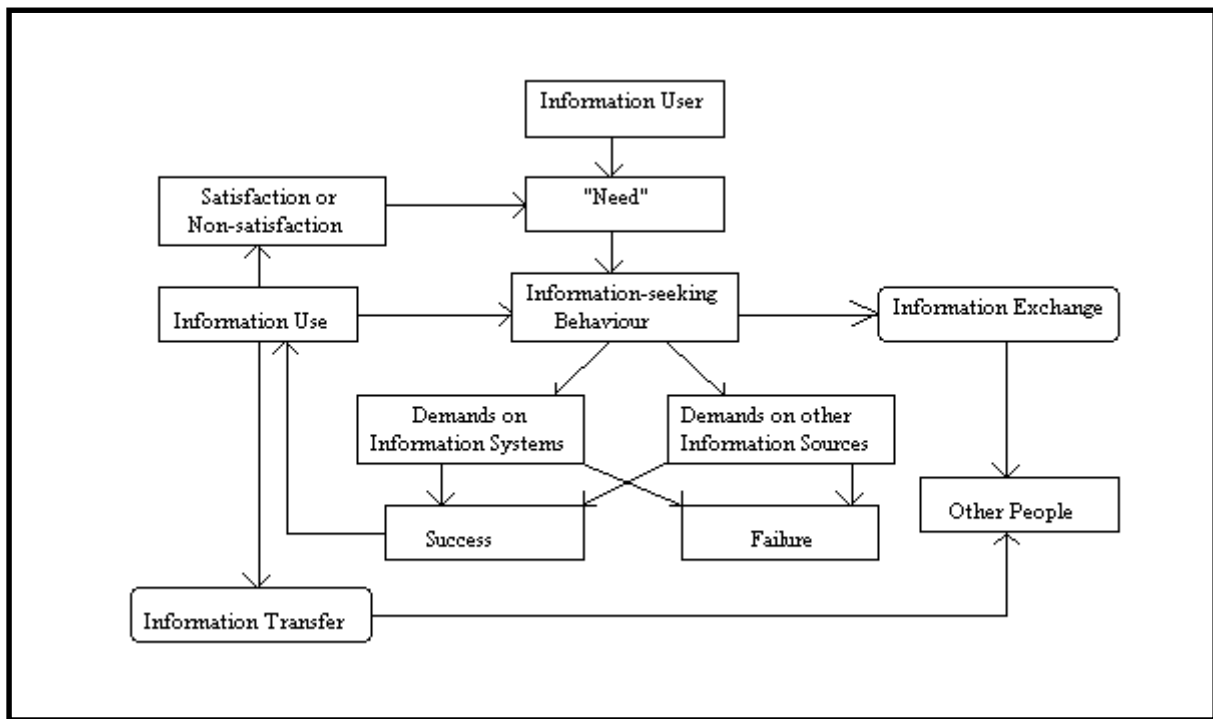 Information User
"Need"
Satisfaction or
Non-satisfaction
Information Use
Information-seeking
Behaviour
Information Exchange
Demands on
Information Systems
Demands on other
Information Sources
Success
Failure
Other People
Information Transfer